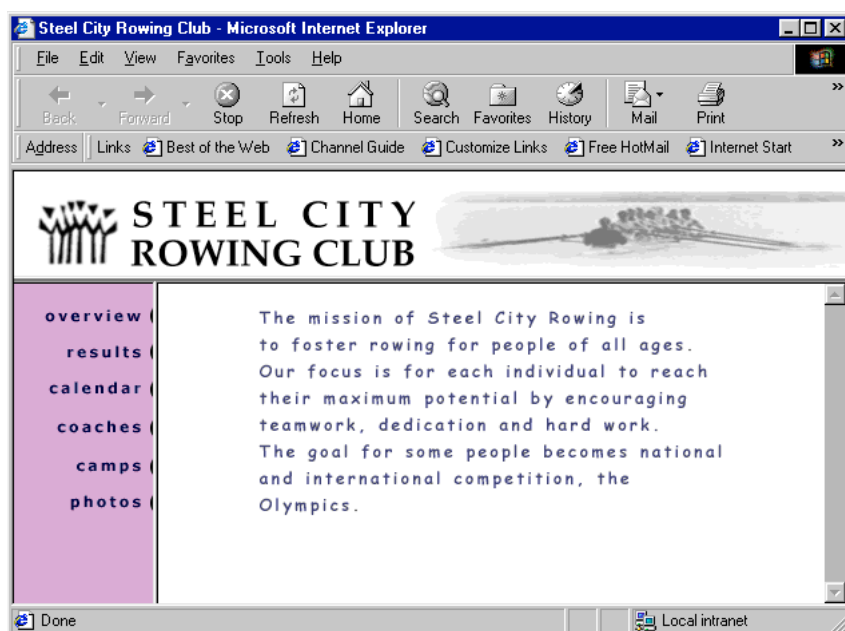 Steel City Rowing Club - Microsoft Internet Explorer
File Edit View Favorites Tools Help
Back Forward Stop Refresh Home Search Favorites History Mail Print »
Address Links Best of the Web Channel Guide Customize Links Free HotMail Internet Start »
STEEL CITY
ROWING CLUB
overview (
results (
calendar (
coaches (
camps (
photos (
The mission of Steel City Rowing is
to foster rowing for people of all ages.
Our focus is for each individual to reach
their maximum potential by encouraging
teamwork, dedication and hard work.
The goal for some people becomes national
and international competition, the
Olympics.
Done Local intranet